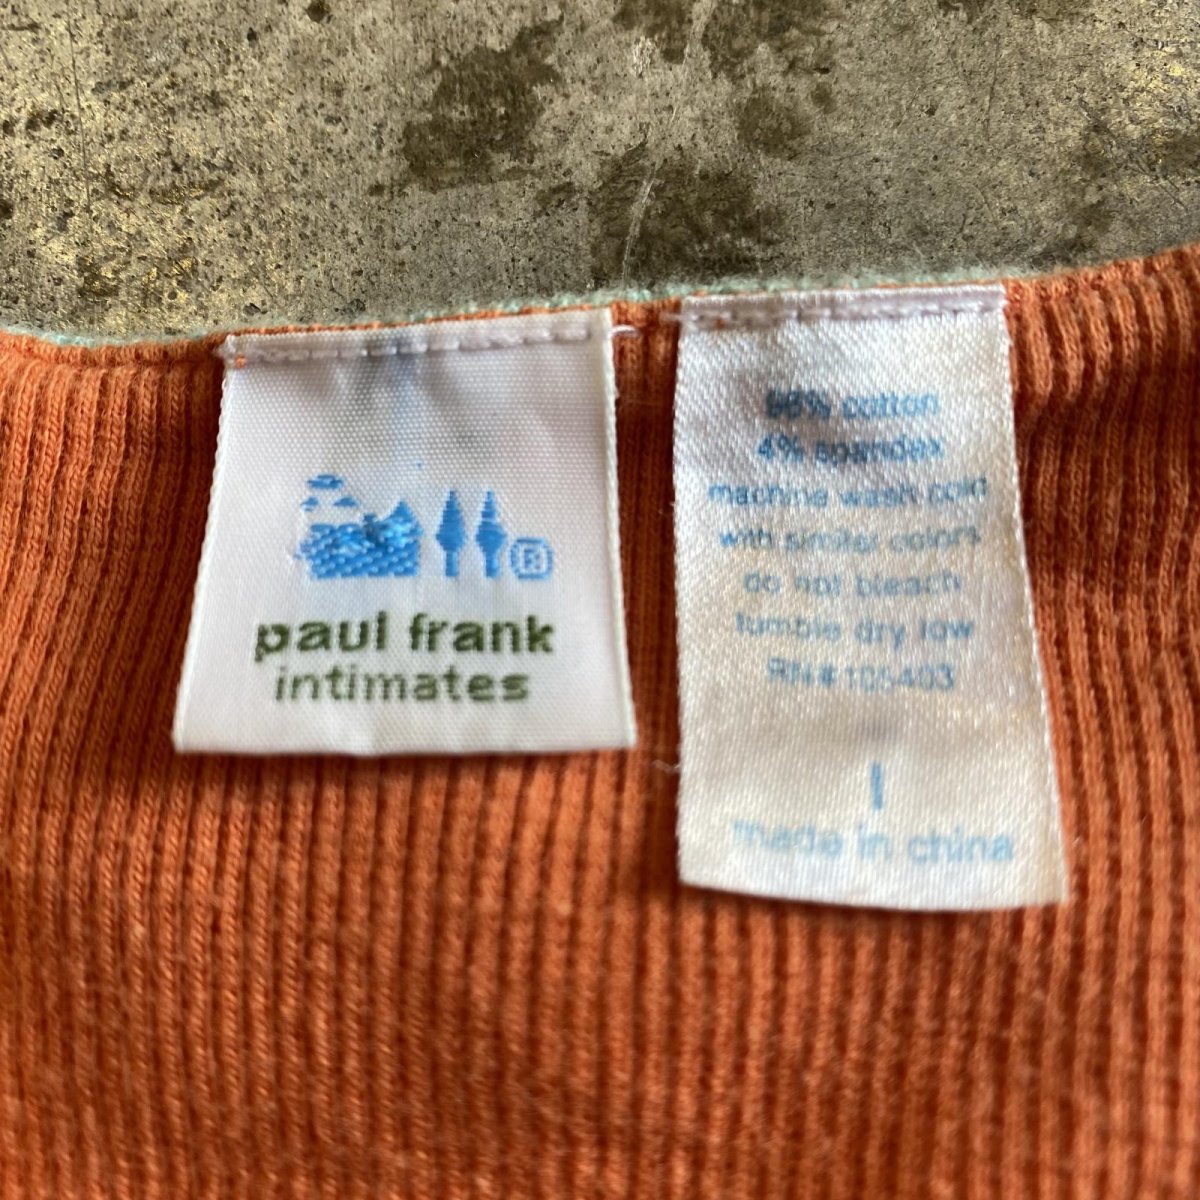 ®
paul frank
intimates
96% cotton
4% spandex
machine wash cold
with similar colors
do not bleach
tumble dry low
RN# 105403
l
made in china